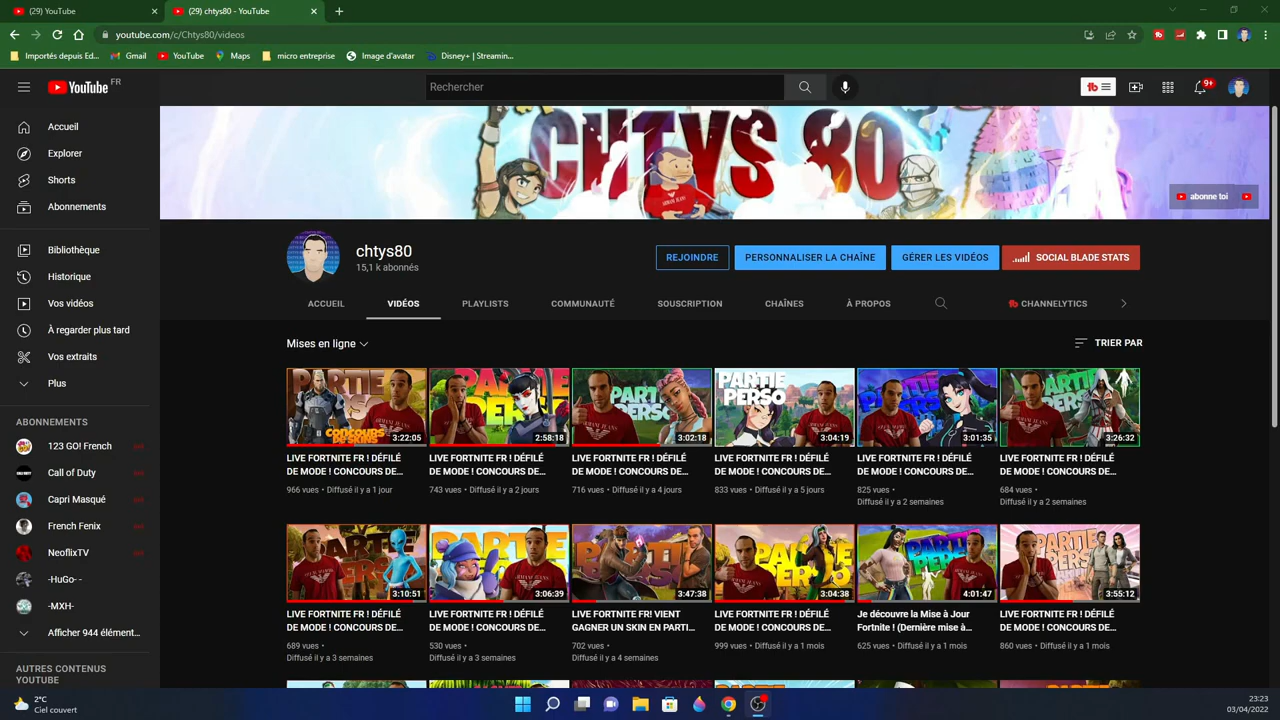 (29) YouTube
(29) chtys80 - YouTube
youtube.com/c/Chtys80/videos
Importés depuis Ed...
Gmail
YouTube
Maps
micro entreprise
Image d'avatar
Disney+ | Streamin...
YouTube FR
Rechercher
9+
Accueil
Explorer
Shorts
Abonnements
Bibliothèque
Historique
Vos vidéos
À regarder plus tard
Vos extraits
Plus
ABONNEMENTS
123 GO! French
Call of Duty
Capri Masqué
French Fenix
NeoflixTV
-HuGo- -
-MXH-
Afficher 944 élément...
AUTRES CONTENUS
YOUTUBE
CHTYS 80
ARMANI JEANS
abonne toi
chtys80
15,1 k abonnés
REJOINDRE
PERSONNALISER LA CHAÎNE
GÉRER LES VIDÉOS
SOCIAL BLADE STATS
ACCUEIL
VIDÉOS
PLAYLISTS
COMMUNAUTÉ
SOUSCRIPTION
CHAÎNES
À PROPOS
CHANNELYTICS
Mises en ligne
TRIER PAR
PARTIE
CONCOURS
DE SKINS
3:22:05
LIVE FORTNITE FR ! DÉFILÉ
DE MODE ! CONCOURS DE...
966 vues • Diffusé il y a 1 jour
2:58:18
LIVE FORTNITE FR ! DÉFILÉ
DE MODE ! CONCOURS DE...
743 vues • Diffusé il y a 2 jours
3:02:18
LIVE FORTNITE FR ! DÉFILÉ
DE MODE ! CONCOURS DE...
716 vues • Diffusé il y a 4 jours
PARTIE
PERSO
3:04:19
LIVE FORTNITE FR ! DÉFILÉ
DE MODE ! CONCOURS DE...
833 vues • Diffusé il y a 5 jours
3:01:35
LIVE FORTNITE FR ! DÉFILÉ
DE MODE ! CONCOURS DE...
825 vues •
Diffusé il y a 2 semaines
3:26:32
LIVE FORTNITE FR ! DÉFILÉ
DE MODE ! CONCOURS DE...
684 vues •
Diffusé il y a 2 semaines
3:10:51
LIVE FORTNITE FR ! DÉFILÉ
DE MODE ! CONCOURS DE...
689 vues •
Diffusé il y a 3 semaines
3:06:39
LIVE FORTNITE FR ! DÉFILÉ
DE MODE ! CONCOURS DE...
530 vues •
Diffusé il y a 3 semaines
3:47:38
LIVE FORTNITE FR! VIENT
GAGNER UN SKIN EN PARTI...
702 vues •
Diffusé il y a 4 semaines
3:04:38
LIVE FORTNITE FR ! DÉFILÉ
DE MODE ! CONCOURS DE...
999 vues • Diffusé il y a 1 mois
4:01:47
Je découvre la Mise à Jour
Fortnite ! (Dernière mise à...
625 vues • Diffusé il y a 1 mois
3:55:12
LIVE FORTNITE FR ! DÉFILÉ
DE MODE ! CONCOURS DE...
860 vues • Diffusé il y a 1 mois
2°C
Ciel couvert
23:23
03/04/2022